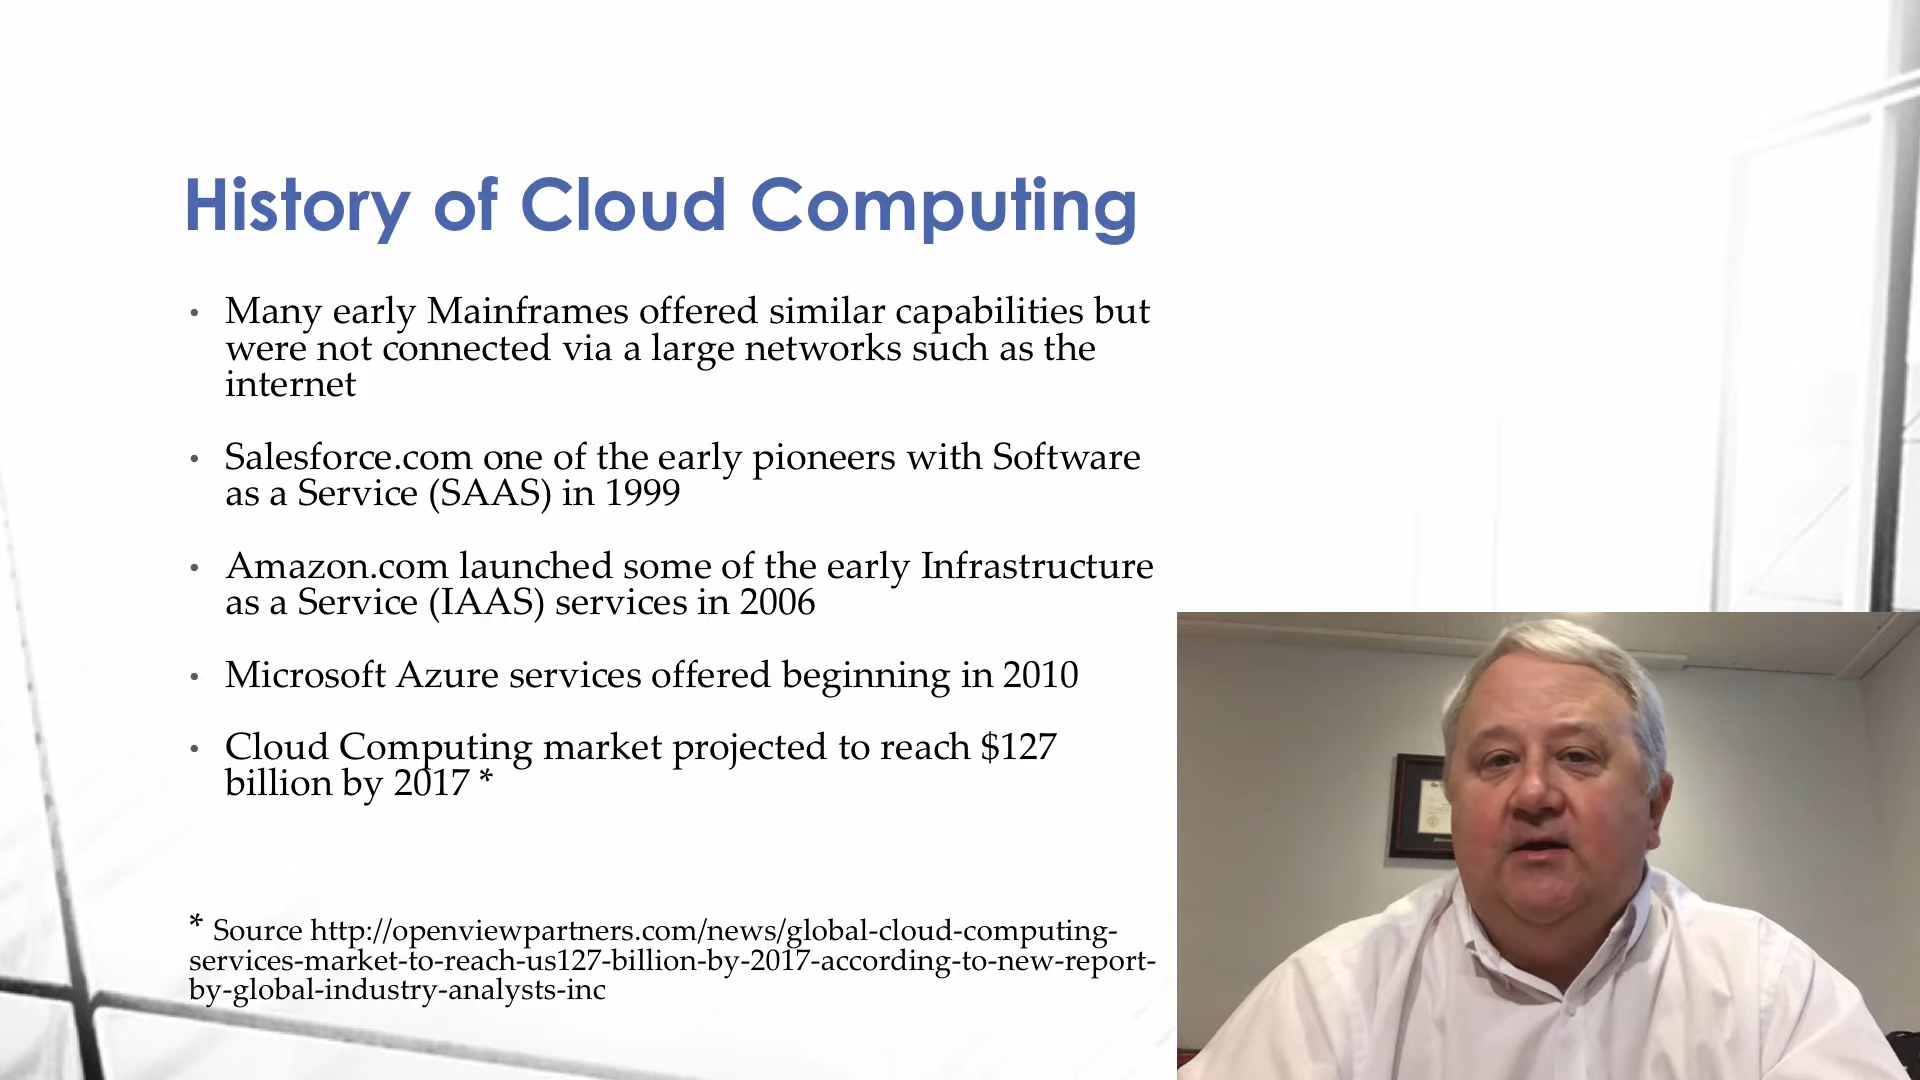 History of Cloud Computing
• Many early Mainframes offered similar capabilities but
were not connected via a large networks such as the
internet
• Salesforce.com one of the early pioneers with Software
as a Service (SAAS) in 1999
• Amazon.com launched some of the early Infrastructure
as a Service (IAAS) services in 2006
• Microsoft Azure services offered beginning in 2010
• Cloud Computing market projected to reach $127
billion by 2017 *
* Source http://openviewpartners.com/news/global-cloud-computing-
services-market-to-reach-us127-billion-by-2017-according-to-new-report-
by-global-industry-analysts-inc